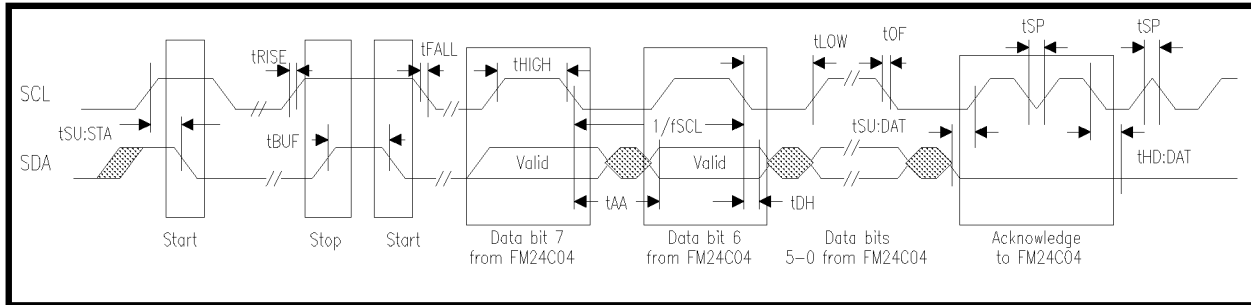 tRISE
tFALL
tHIGH
tLOW
tOF
tSP
tSP
SCL
tSU:STA
tBUF
1/fSCL
tSU:DAT
tHD:DAT
SDA
Valid
Valid
tAA
tDH
Start
Stop
Start
Data bit 7
from FM24C04
Data bit 6
from FM24C04
Data bits
5-0 from FM24C04
Acknowledge
to FM24C04